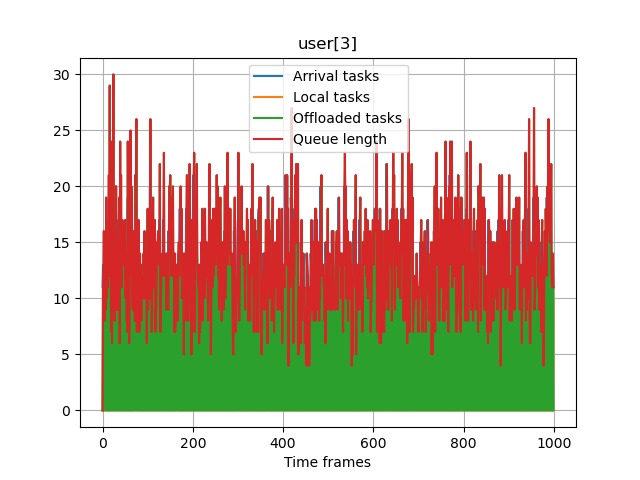 user[3]
Arrival tasks
Local tasks
Offloaded tasks
Queue length
30
25
20
15
10
5
0
0 200 400 600 800 1000
Time frames